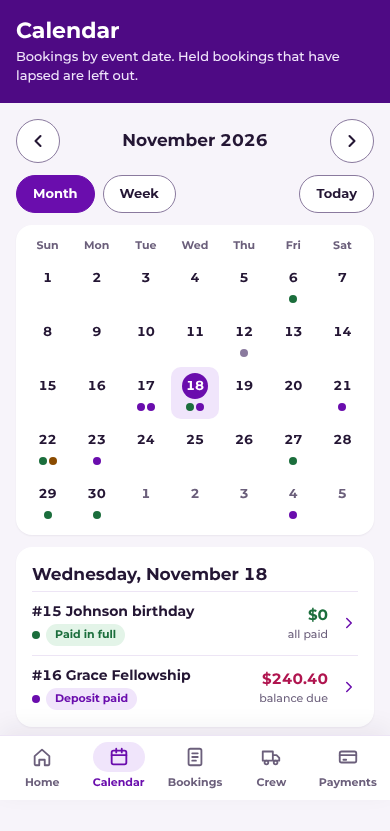 Calendar
Bookings by event date. Held bookings that have
lapsed are left out.
November 2026
Month Week Today
Sun Mon Tue Wed Thu Fri Sat
1 2 3 4 5 6 7
8 9 10 11 12 13 14
15 16 17 18 19 20 21
22 23 24 25 26 27 28
29 30 1 2 3 4 5
Wednesday, November 18
#15 Johnson birthday $0
Paid in full all paid
#16 Grace Fellowship $240.40
Deposit paid balance due
Home Calendar Bookings Crew Payments